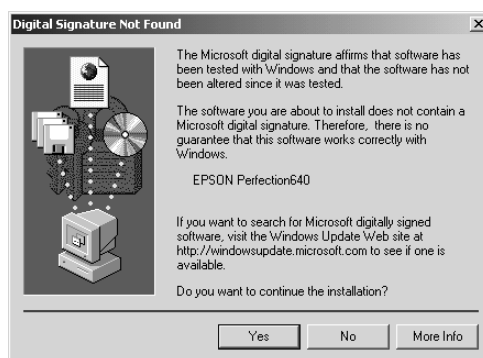 Digital Signature Not Found
The Microsoft digital signature affirms that software has
been tested with Windows and that the software has not
been altered since it was tested.
The software you are about to install does not contain a
Microsoft digital signature. Therefore, there is no
guarantee that this software works correctly with
Windows.
EPSON Perfection640
If you want to search for Microsoft digitally signed
software, visit the Windows Update Web site at
http://windowsupdate.microsoft.com to see if one is
available.
Do you want to continue the installation?
Yes No More Info